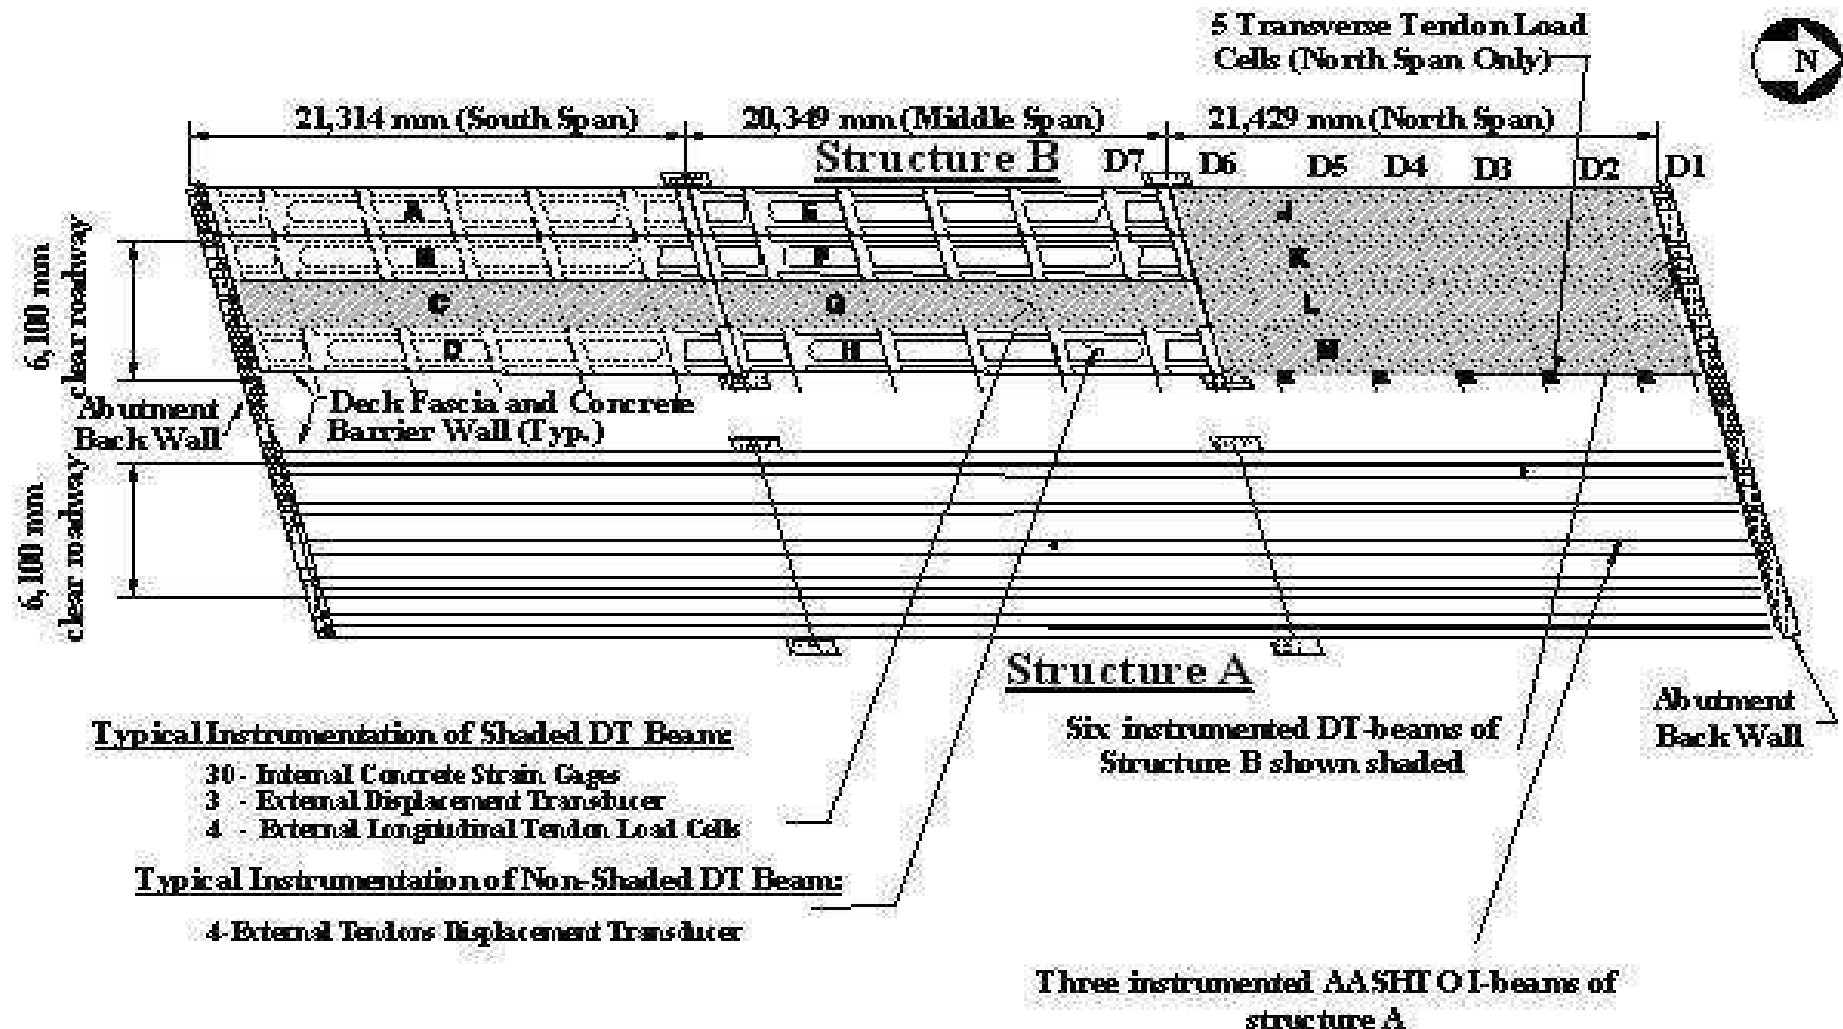 5 Transverse Tendon Load
Cells (North Span Only)
N
21,314 mm (South Span)
20,349 mm (Middle Span)
21,429 mm (North Span)
Structure B
D7
D6
D5
D4
D3
D2
D1
A
E
J
B
F
K
C
G
L
D
H
M
6,100 mm
clear roadway
Abutment
Back Wall
Deck Fascia and Concrete
Barrier Wall (Typ.)
6,100 mm
clear roadway
Structure A
Abutment
Back Wall
Typical Instrumentation of Shaded DT Beam:
30 - Internal Concrete Strain Gages
3 - External Displacement Transducer
4 - External Longitudinal Tendon Load Cells
Six instrumented DT-beams of
Structure B shown shaded
Typical Instrumentation of Non-Shaded DT Beam:
4-External Tendons Displacement Transducer
Three instrumented AASHTO I-beams of
structure A